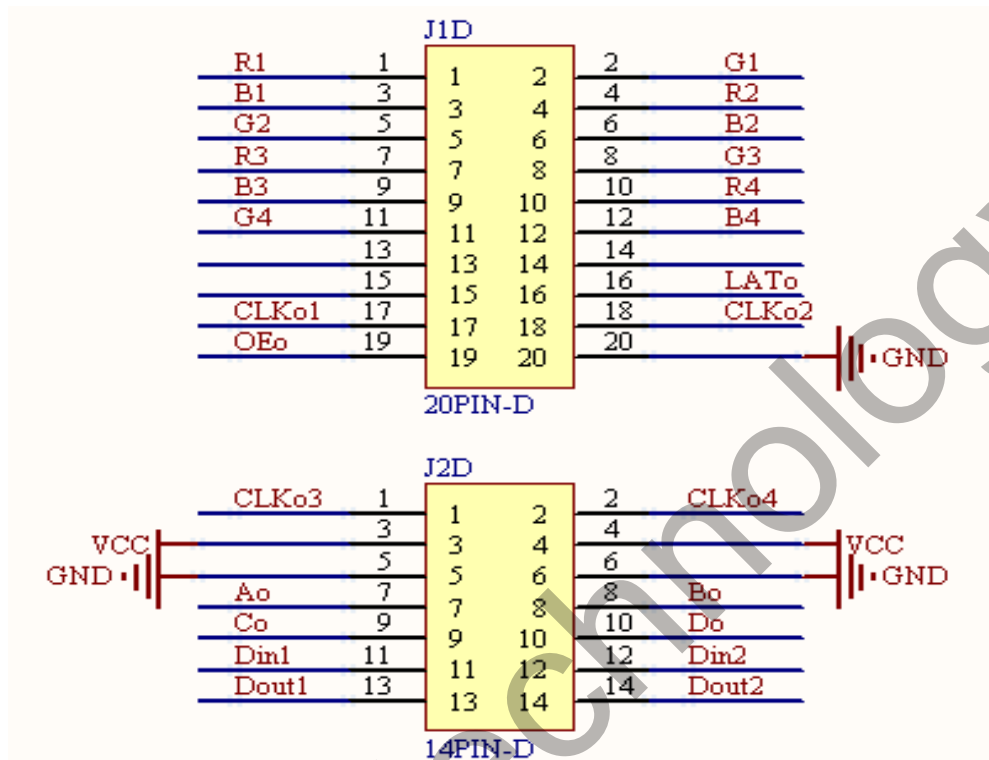 J1D
R1 1 1 2 2 G1
B1 3 3 4 4 R2
G2 5 5 6 6 B2
R3 7 7 8 8 G3
B3 9 9 10 10 R4
G4 11 11 12 12 B4
13 13 14 14
15 15 16 16 LATo
CLKo1 17 17 18 18 CLKo2
OEo 19 19 20 20 GND
20PIN-D
J2D
CLKo3 1 1 2 2 CLKo4
VCC 3 3 4 4 VCC
GND 5 5 6 6 GND
Ao 7 7 8 8 Bo
Co 9 9 10 10 Do
Din1 11 11 12 12 Din2
Dout1 13 13 14 14 Dout2
14PIN-D